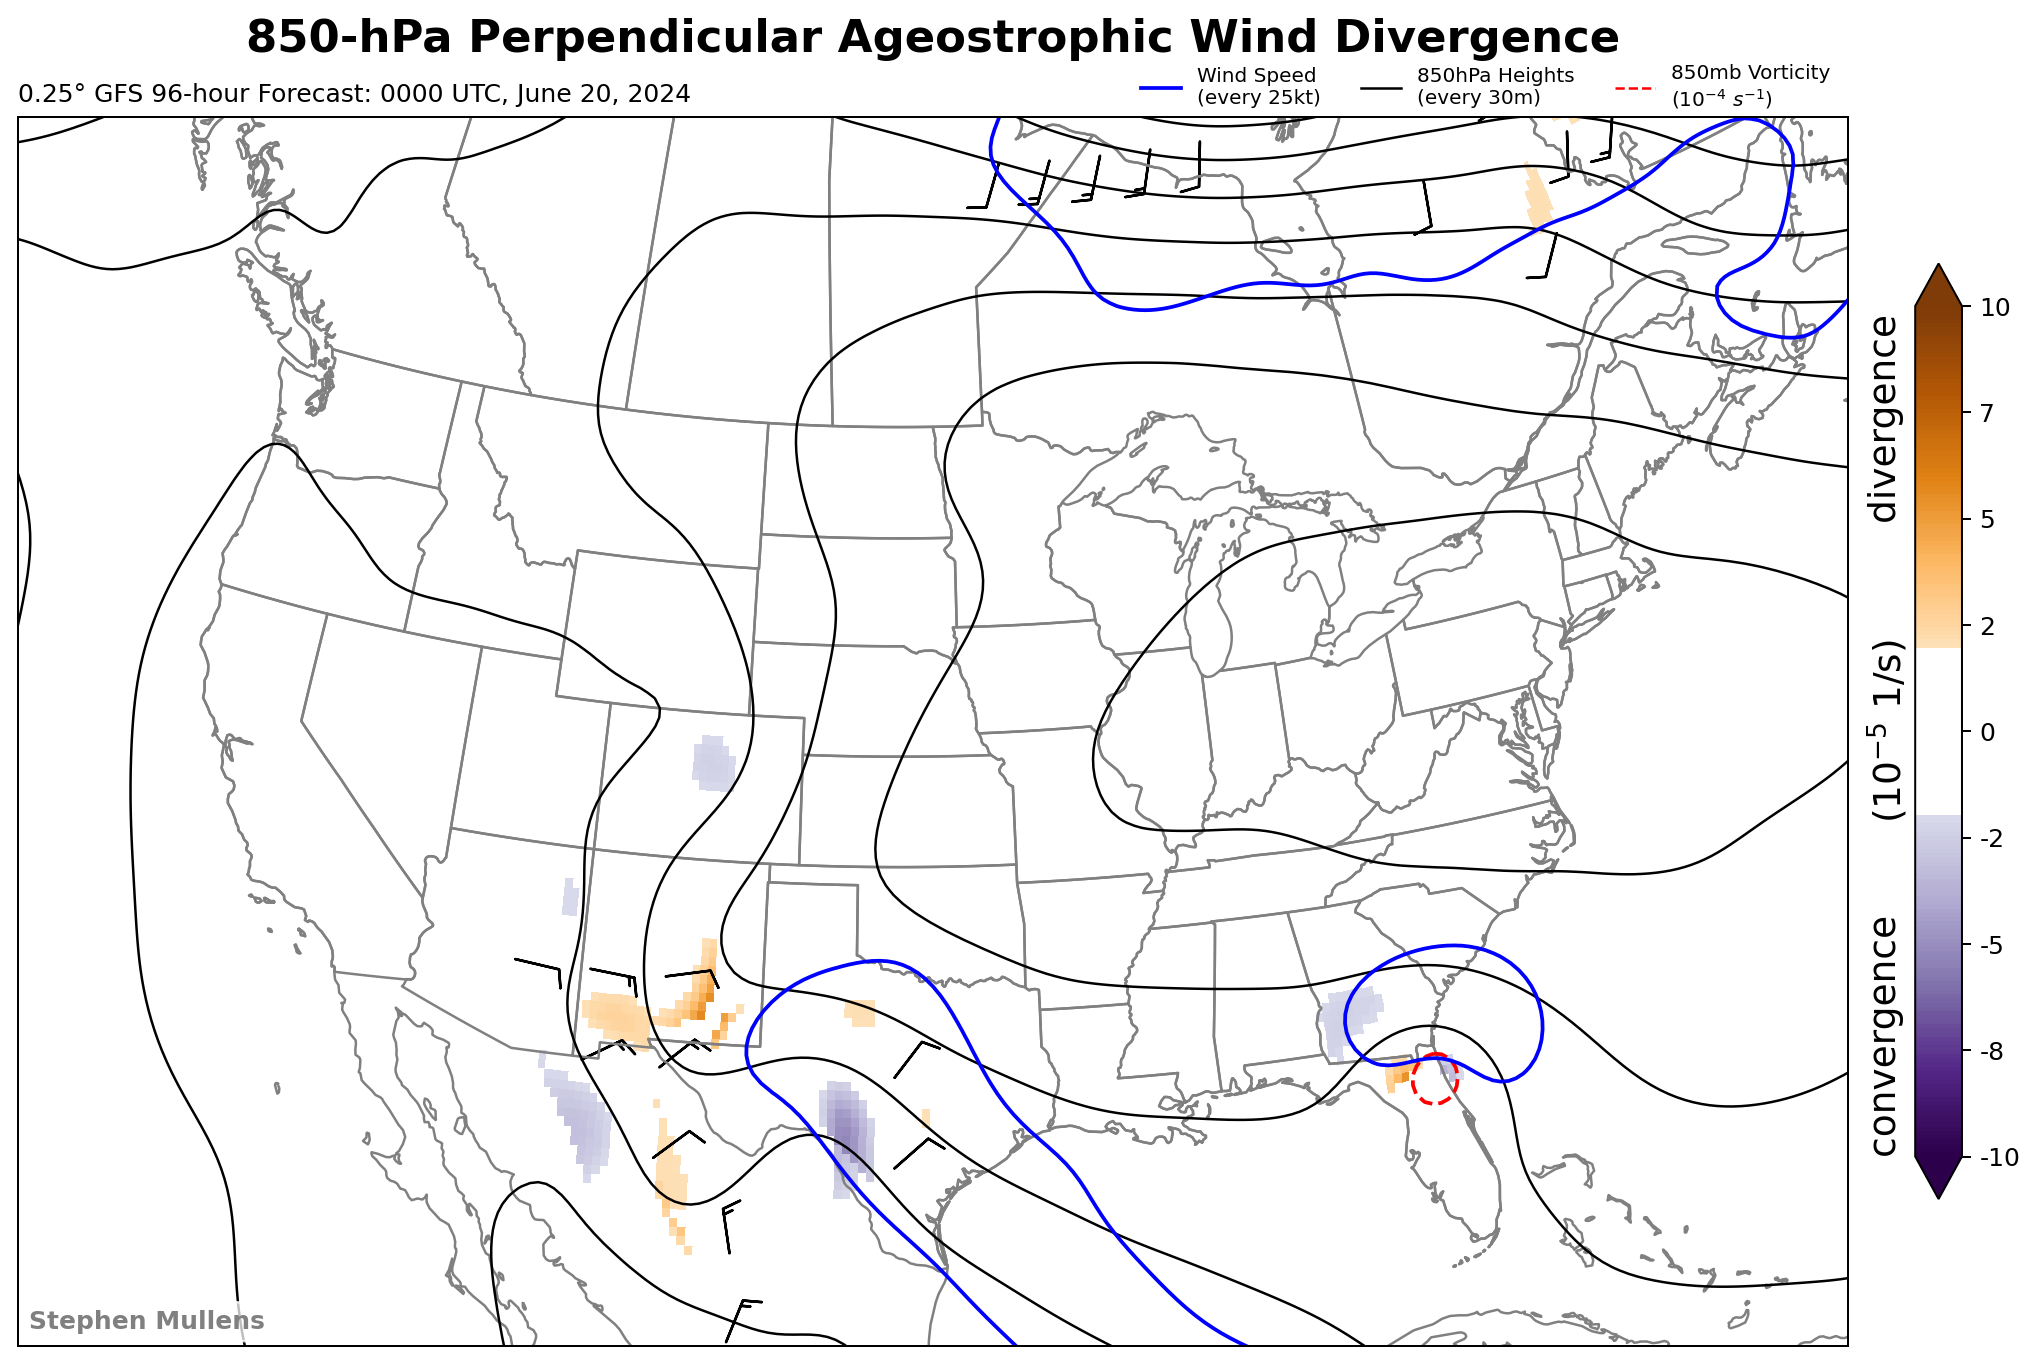 850-hPa Perpendicular Ageostrophic Wind Divergence
0.25° GFS 96-hour Forecast: 0000 UTC, June 20, 2024
Wind Speed
(every 25kt)
850hPa Heights
(every 30m)
850mb Vorticity
(10⁻⁴ s⁻¹)
10
7
5
2
0
-2
-5
-8
-10
convergence (10⁻⁵ 1/s) divergence
Stephen Mullens